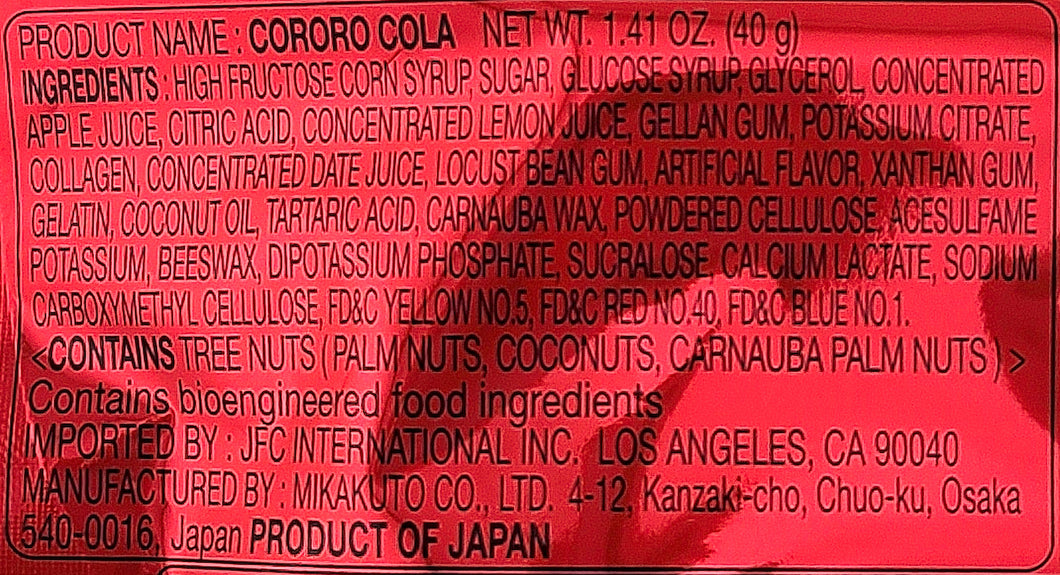 PRODUCT NAME : CORORO COLA NET WT. 1.41 OZ. (40 g)
INGREDIENTS : HIGH FRUCTOSE CORN SYRUP, SUGAR, GLUCOSE SYRUP, GLYCEROL, CONCENTRATED
APPLE JUICE, CITRIC ACID, CONCENTRATED LEMON JUICE, GELLAN GUM, POTASSIUM CITRATE,
COLLAGEN, CONCENTRATED DATE JUICE, LOCUST BEAN GUM, ARTIFICIAL FLAVOR, XANTHAN GUM,
GELATIN, COCONUT OIL, TARTARIC ACID, CARNAUBA WAX, POWDERED CELLULOSE, ACESULFAME
POTASSIUM, BEESWAX, DIPOTASSIUM PHOSPHATE, SUCRALOSE, CALCIUM LACTATE, SODIUM
CARBOXYMETHYL CELLULOSE, FD&C YELLOW NO.5, FD&C RED NO.40, FD&C BLUE NO.1.
<CONTAINS TREE NUTS ( PALM NUTS, COCONUTS, CARNAUBA PALM NUTS ) >
Contains bioengineered food ingredients
IMPORTED BY : JFC INTERNATIONAL INC. LOS ANGELES, CA 90040
MANUFACTURED BY : MIKAKUTO CO., LTD. 4-12, Kanzaki-cho, Chuo-ku, Osaka
540-0016, Japan PRODUCT OF JAPAN